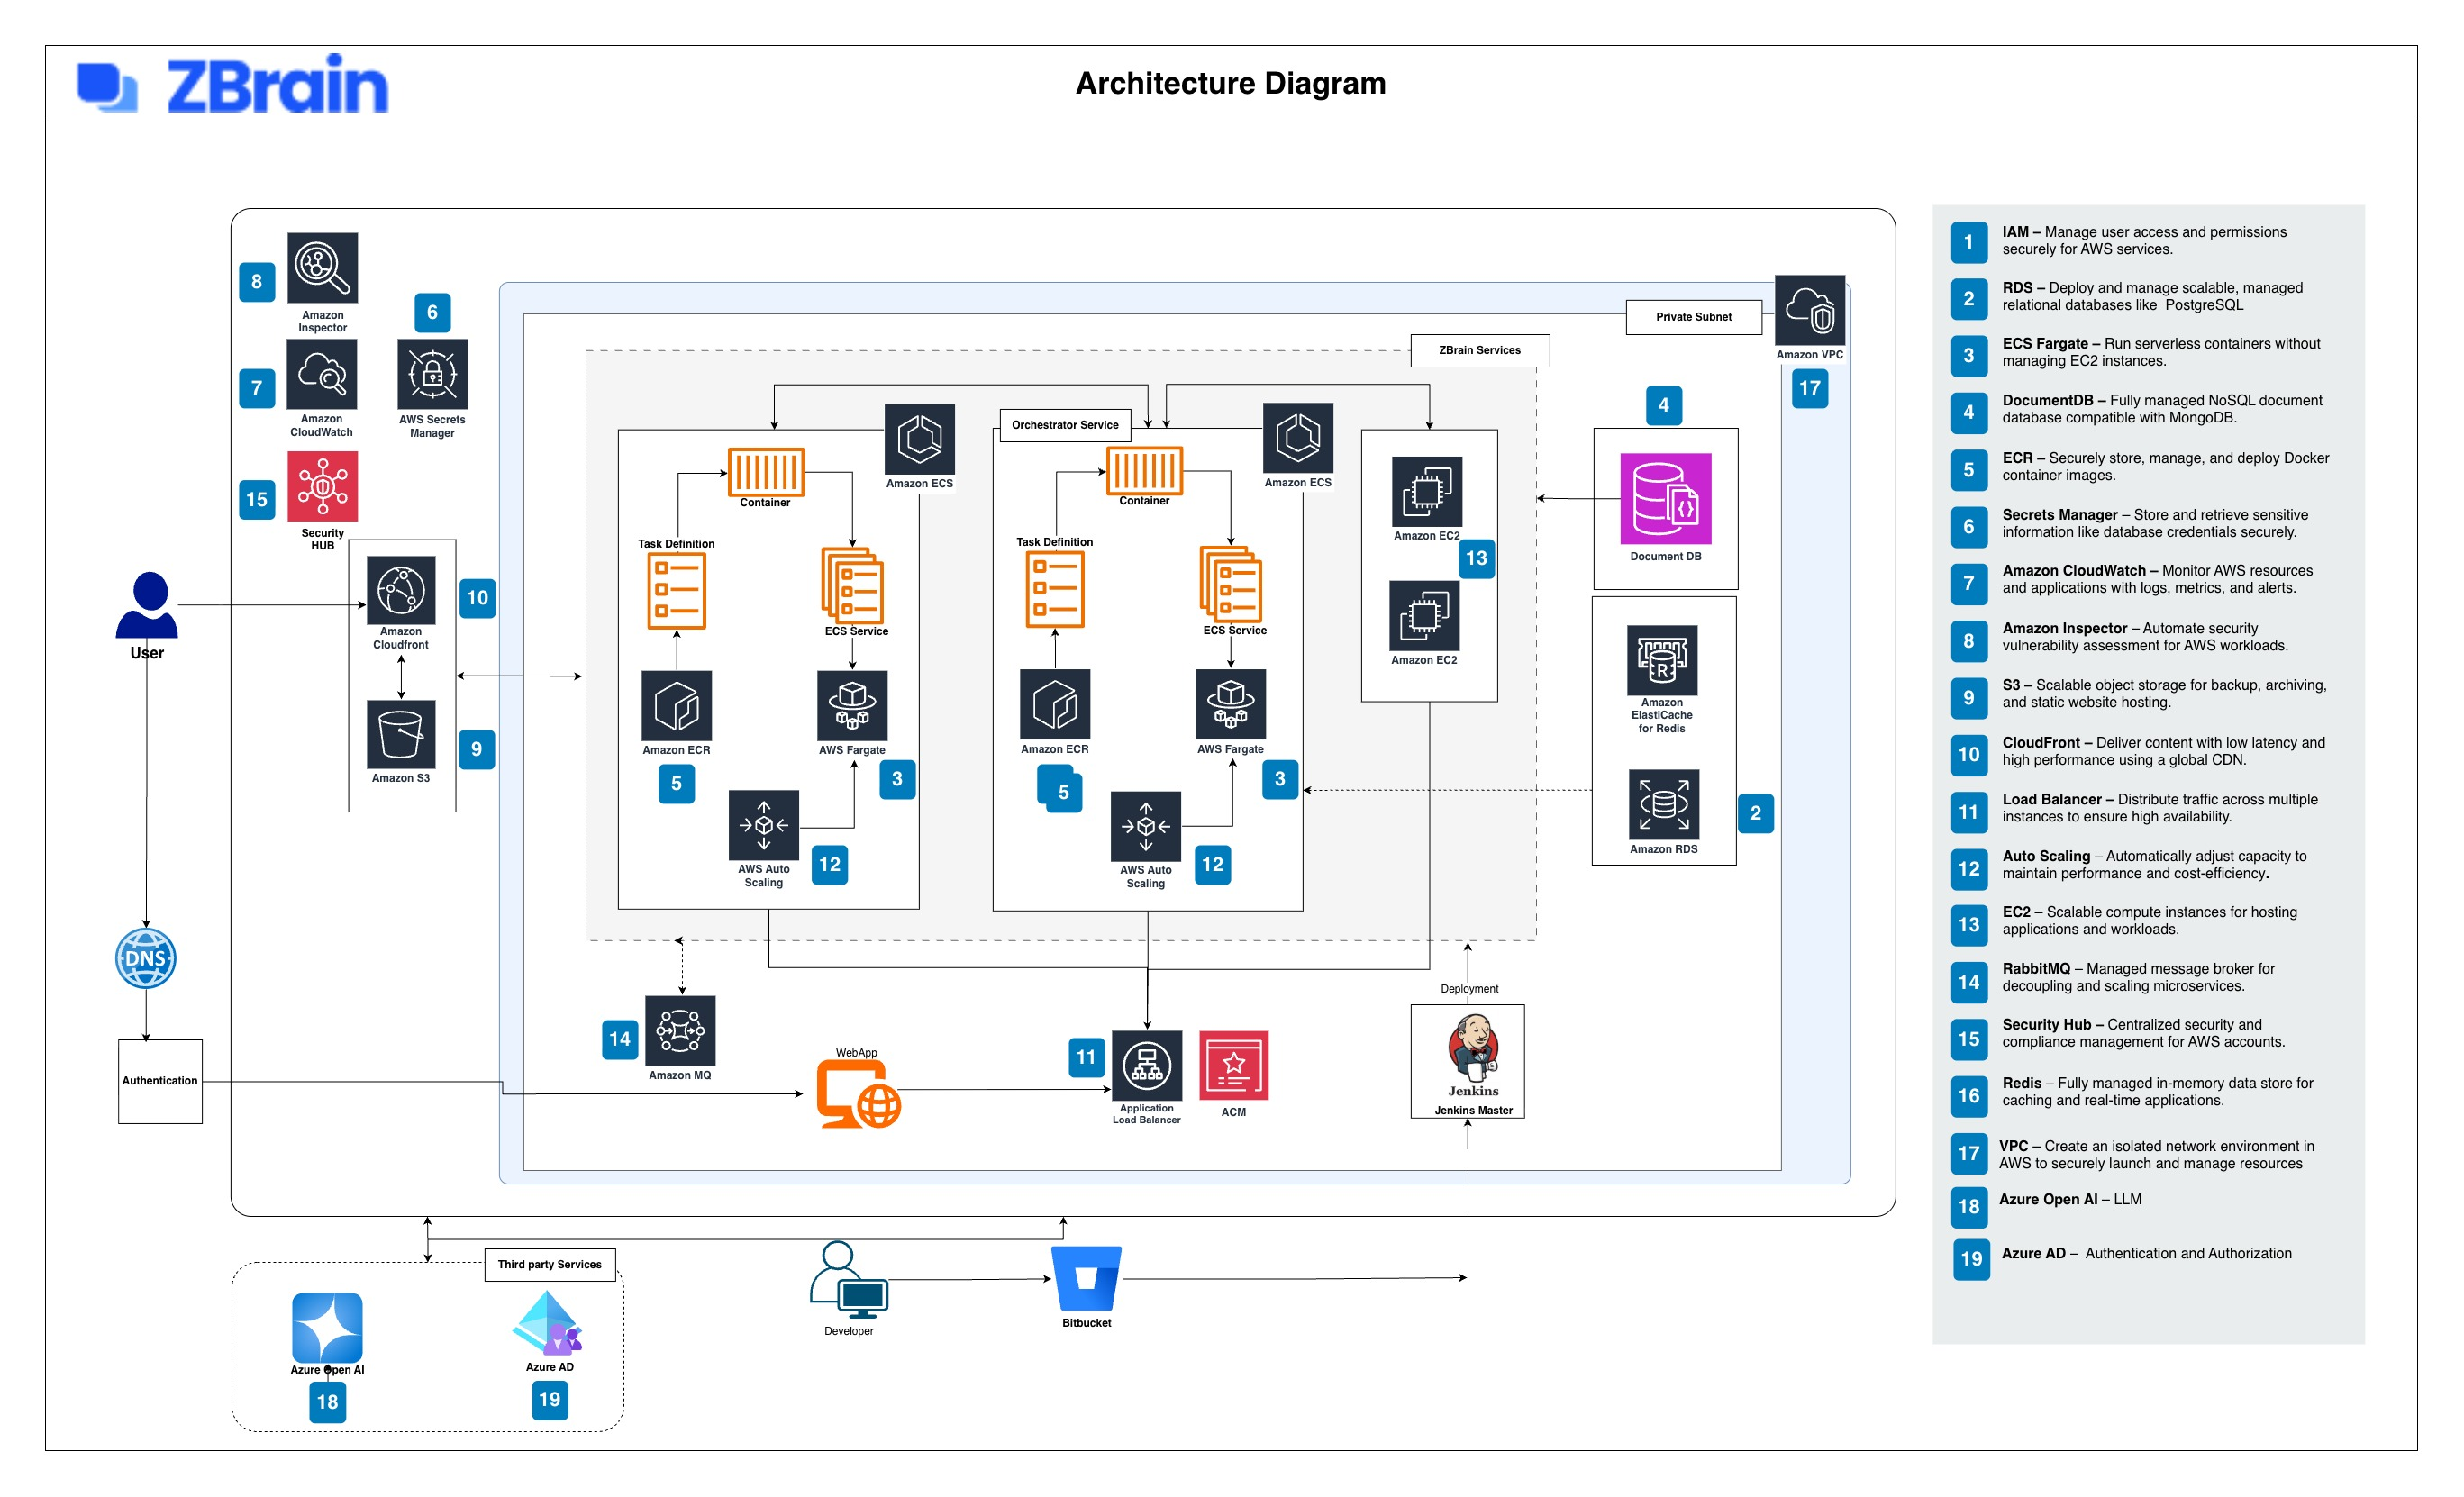 ZBrain
Architecture Diagram
8
Amazon
Inspector
6
7
Amazon
CloudWatch
AWS Secrets
Manager
15
Security
HUB
User
10
Amazon
Cloudfront
9
Amazon S3
DNS
Authentication
Private Subnet
Amazon VPC
17
ZBrain Services
Amazon ECS
Container
Task Definition
ECS Service
Amazon ECR
5
AWS Fargate
3
AWS Auto
Scaling
12
Orchestrator Service
Amazon ECS
Container
Task Definition
ECS Service
Amazon ECR
5
AWS Fargate
3
AWS Auto
Scaling
12
Amazon EC2
13
Amazon EC2
4
Document DB
R
Amazon
ElastiCache
for Redis
2
Amazon RDS
14
Amazon MQ
WebApp
11
Application
Load Balancer
ACM
Deployment
Jenkins
Jenkins Master
Third party Services
Azure Open AI
18
Azure AD
19
Developer
Bitbucket
1
IAM – Manage user access and permissions
securely for AWS services.
2
RDS – Deploy and manage scalable, managed
relational databases like PostgreSQL
3
ECS Fargate – Run serverless containers without
managing EC2 instances.
4
DocumentDB – Fully managed NoSQL document
database compatible with MongoDB.
5
ECR – Securely store, manage, and deploy Docker
container images.
6
Secrets Manager – Store and retrieve sensitive
information like database credentials securely.
7
Amazon CloudWatch – Monitor AWS resources
and applications with logs, metrics, and alerts.
8
Amazon Inspector – Automate security
vulnerability assessment for AWS workloads.
9
S3 – Scalable object storage for backup, archiving,
and static website hosting.
10
CloudFront – Deliver content with low latency and
high performance using a global CDN.
11
Load Balancer – Distribute traffic across multiple
instances to ensure high availability.
12
Auto Scaling – Automatically adjust capacity to
maintain performance and cost-efficiency.
13
EC2 – Scalable compute instances for hosting
applications and workloads.
14
RabbitMQ – Managed message broker for
decoupling and scaling microservices.
15
Security Hub – Centralized security and
compliance management for AWS accounts.
16
Redis – Fully managed in-memory data store for
caching and real-time applications.
17
VPC – Create an isolated network environment in
AWS to securely launch and manage resources
18
Azure Open AI – LLM
19
Azure AD – Authentication and Authorization